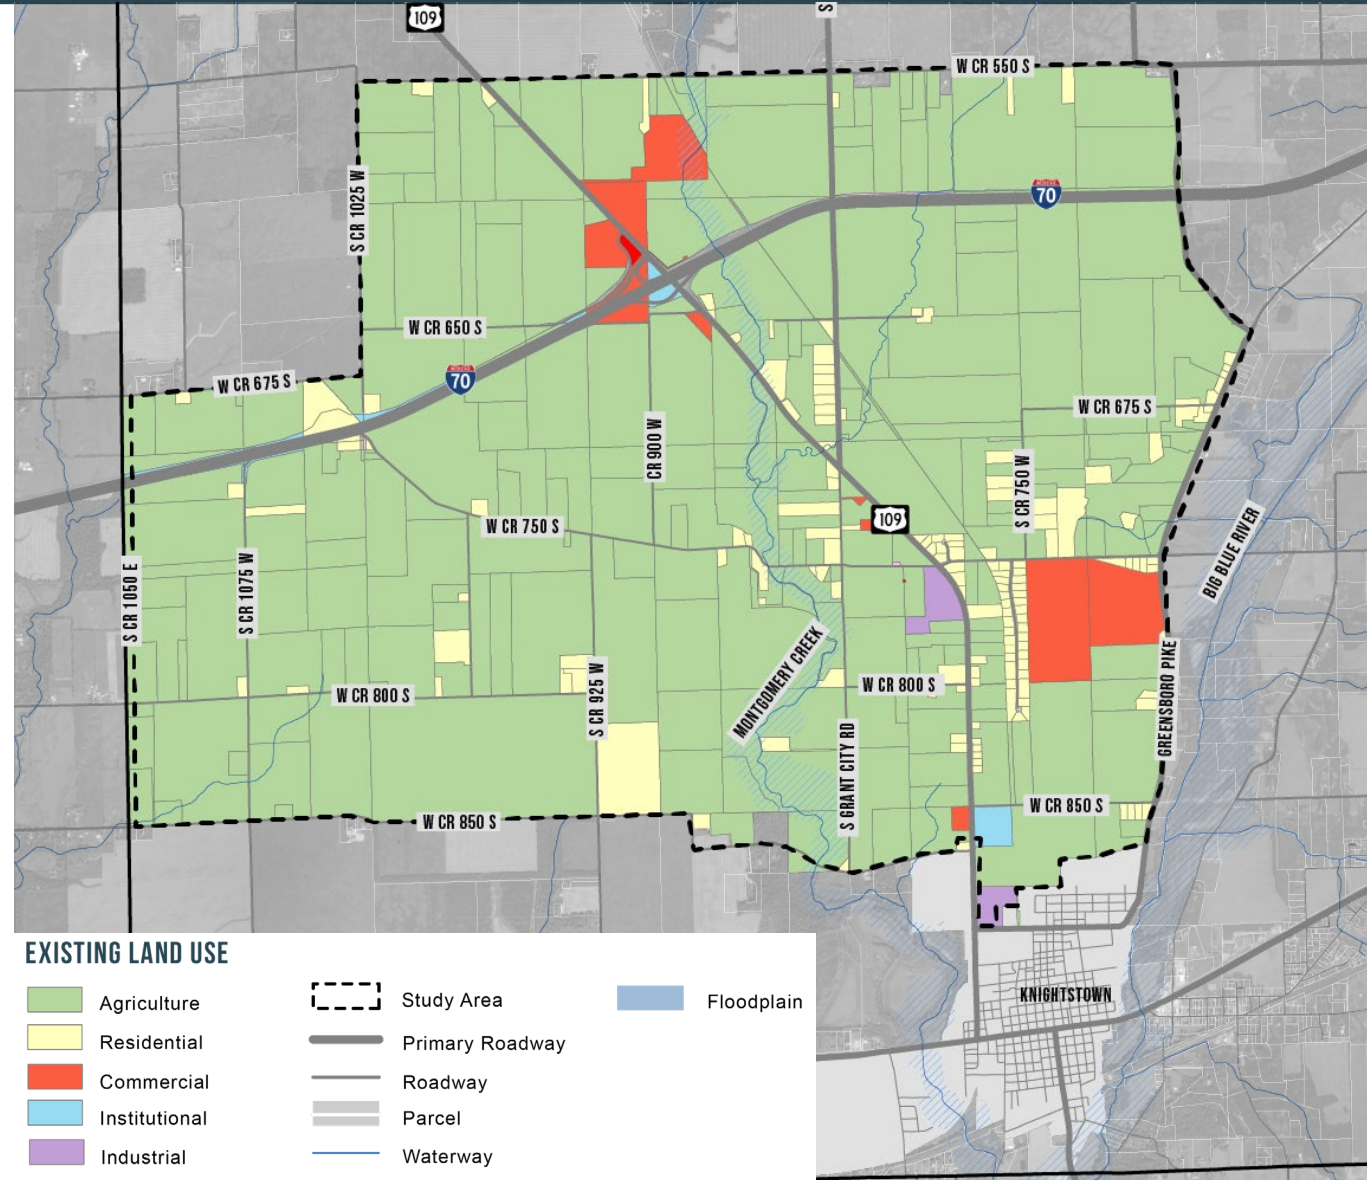 109
S
W CR 550 S
S CR 1025 W
70
W CR 650 S
70
W CR 675 S
W CR 675 S
CR 900 W
S CR 750 W
109
W CR 750 S
BIG BLUE RIVER
S CR 1050 E
S CR 1075 W
MONTGOMERY CREEK
W CR 800 S
W CR 800 S
S CR 925 W
GREENSBORO PIKE
S GRANT CITY RD
W CR 850 S
W CR 850 S
KNIGHTSTOWN
EXISTING LAND USE
Agriculture
Residential
Commercial
Institutional
Industrial
Study Area
Primary Roadway
Roadway
Parcel
Waterway
Floodplain